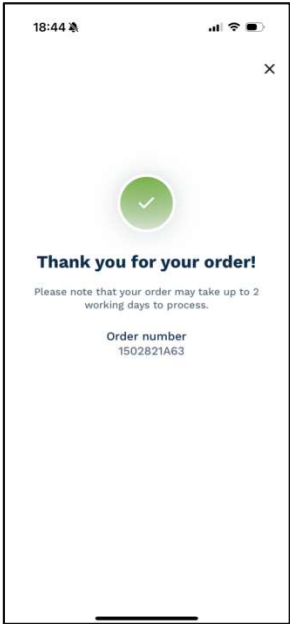 18:44
Thank you for your order!
Please note that your order may take up to 2
working days to process.
Order number
1502821A63